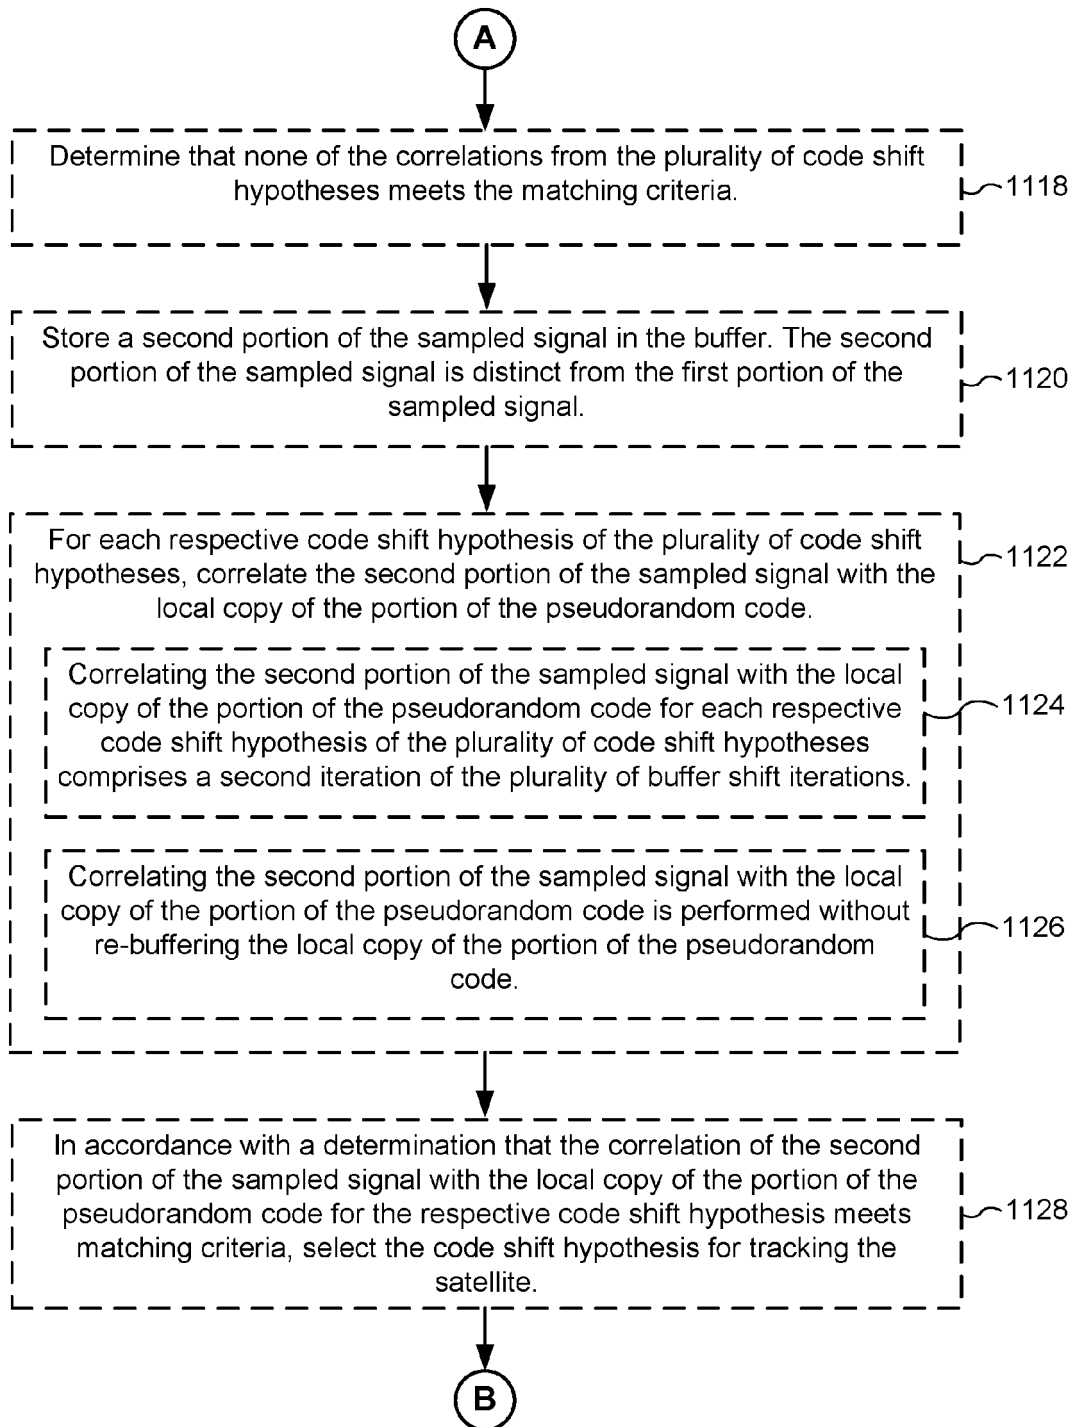 A
Determine that none of the correlations from the plurality of code shift
hypotheses meets the matching criteria.
1118
Store a second portion of the sampled signal in the buffer. The second
portion of the sampled signal is distinct from the first portion of the
sampled signal.
1120
For each respective code shift hypothesis of the plurality of code shift
hypotheses, correlate the second portion of the sampled signal with the
local copy of the portion of the pseudorandom code.
1122
Correlating the second portion of the sampled signal with the local
copy of the portion of the pseudorandom code for each respective
code shift hypothesis of the plurality of code shift hypotheses
comprises a second iteration of the plurality of buffer shift iterations.
1124
Correlating the second portion of the sampled signal with the local
copy of the portion of the pseudorandom code is performed without
re-buffering the local copy of the portion of the pseudorandom
code.
1126
In accordance with a determination that the correlation of the second
portion of the sampled signal with the local copy of the portion of the
pseudorandom code for the respective code shift hypothesis meets
matching criteria, select the code shift hypothesis for tracking the
satellite.
1128
B